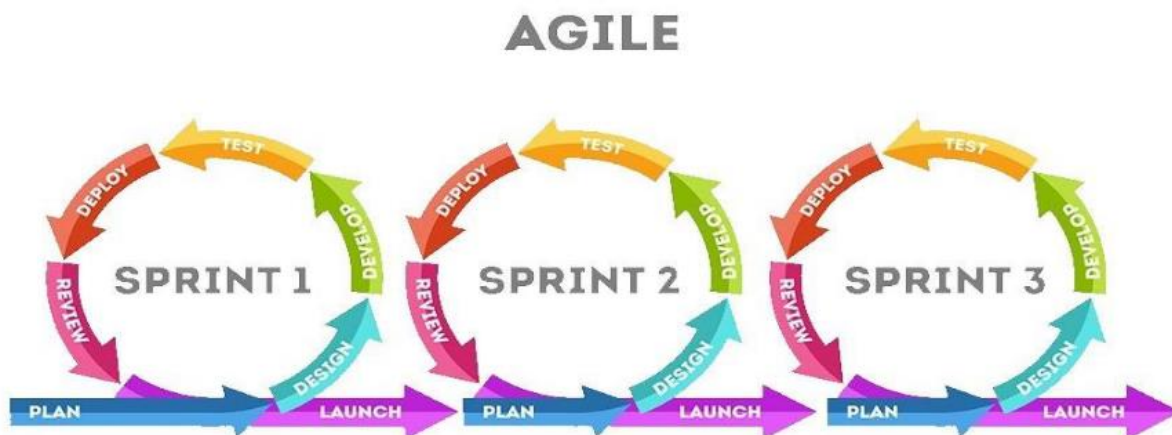 AGILE
TEST
DEPLOY
DEVELOP
SPRINT 1
REVIEW
DESIGN
PLAN
LAUNCH
TEST
DEPLOY
DEVELOP
SPRINT 2
REVIEW
DESIGN
PLAN
LAUNCH
TEST
DEPLOY
DEVELOP
SPRINT 3
REVIEW
DESIGN
PLAN
LAUNCH